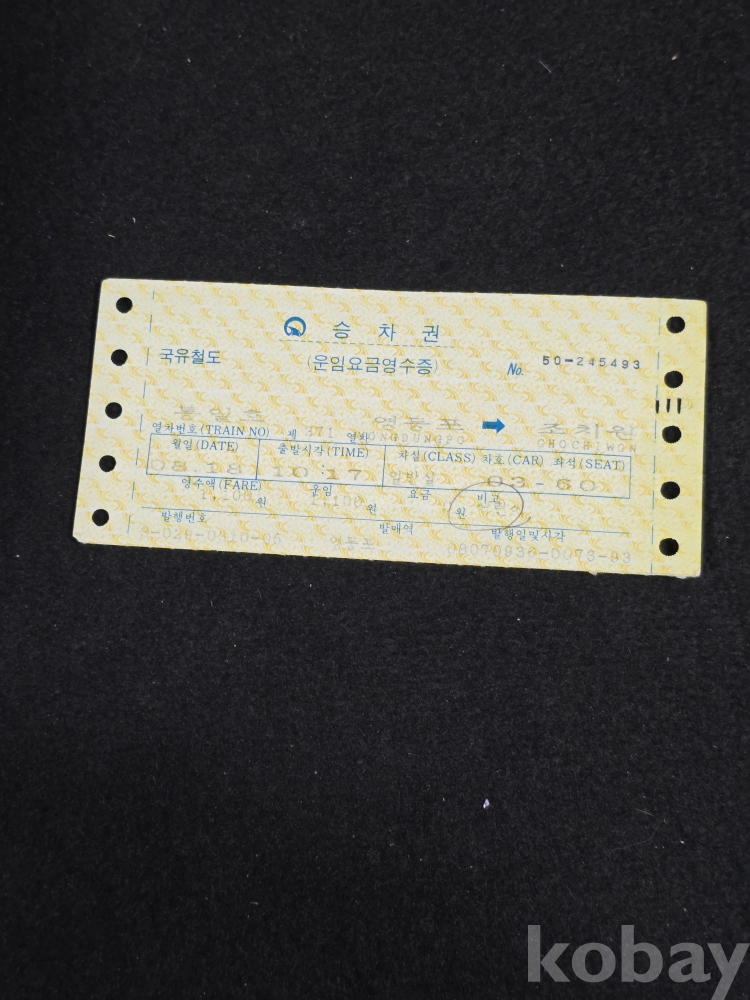 승 차 권
국유철도 (운임요금영수증) No. 50-245493
통일호 영등포 조치원
열차번호(TRAIN NO) 제 371 열차 YONGDUNGPO CHOCHIWON
월일(DATE) 출발시각(TIME) 차실(CLASS) 차호(CAR) 좌석(SEAT)
08.18 10:17 일반실 03-60
영수액(FARE) 운임 요금 비고
1,100 원 1,100 원 원
발행번호 발매역 발행일및시각
영등포
kobay